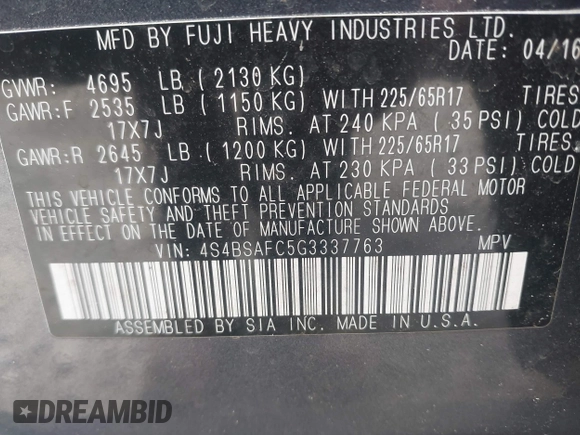 MFD BY FUJI HEAVY INDUSTRIES LTD.
DATE: 04/16
GVWR: 4695 LB (2130 KG)
GAWR:F 2535 LB (1150 KG) WITH 225/65R17 TIRES
17X7J RIMS. AT 240 KPA (35 PSI) COLD
GAWR:R 2645 LB (1200 KG) WITH 225/65R17 TIRES
17X7J RIMS. AT 230 KPA (33 PSI) COLD
THIS VEHICLE CONFORMS TO ALL APPLICABLE FEDERAL MOTOR
VEHICLE SAFETY AND THEFT PREVENTION STANDARDS
IN EFFECT ON THE DATE OF MANUFACTURE SHOWN ABOVE.
VIN: 4S4BSAFC5G3337763 MPV
ASSEMBLED BY SIA INC. MADE IN U.S.A.
DREAMBID